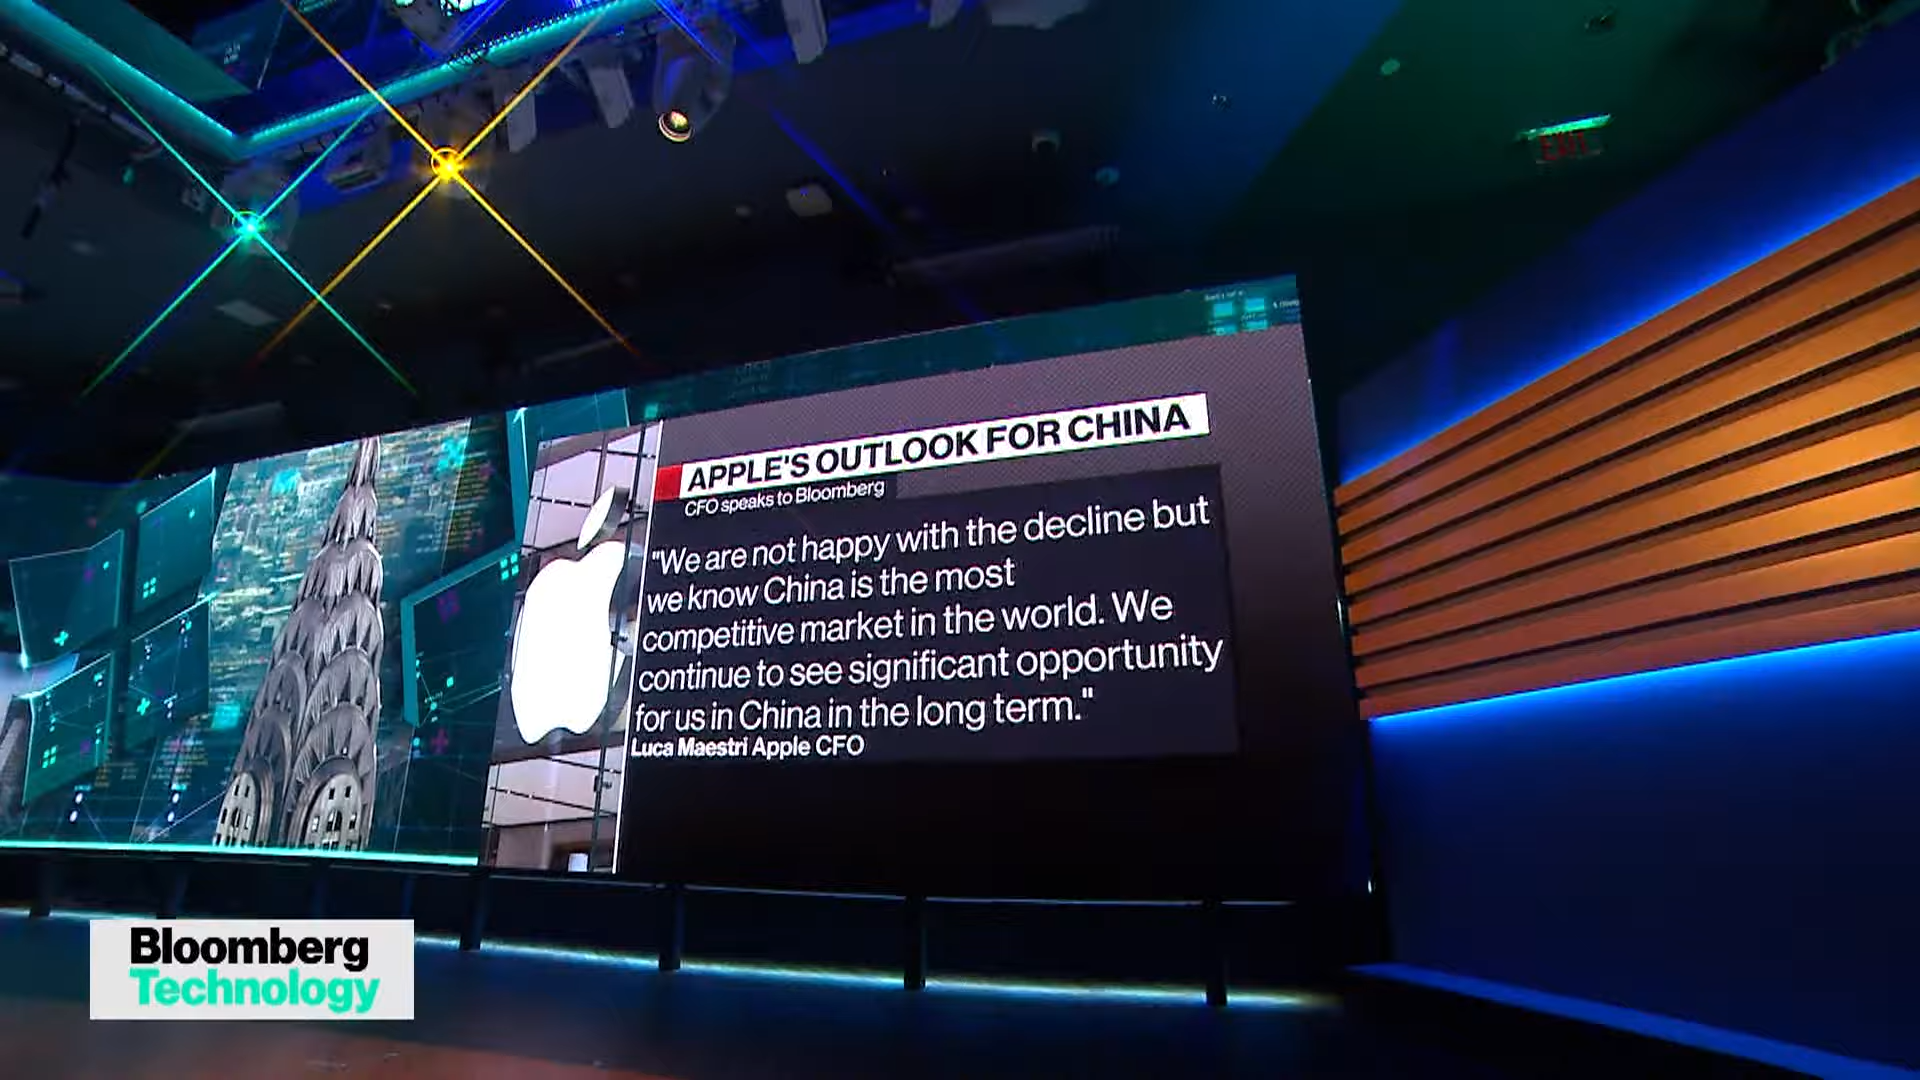 EXIT
APPLE'S OUTLOOK FOR CHINA
CFO speaks to Bloomberg
"We are not happy with the decline but
we know China is the most
competitive market in the world. We
continue to see significant opportunity
for us in China in the long term."
Luca Maestri Apple CFO
Bloomberg
Technology